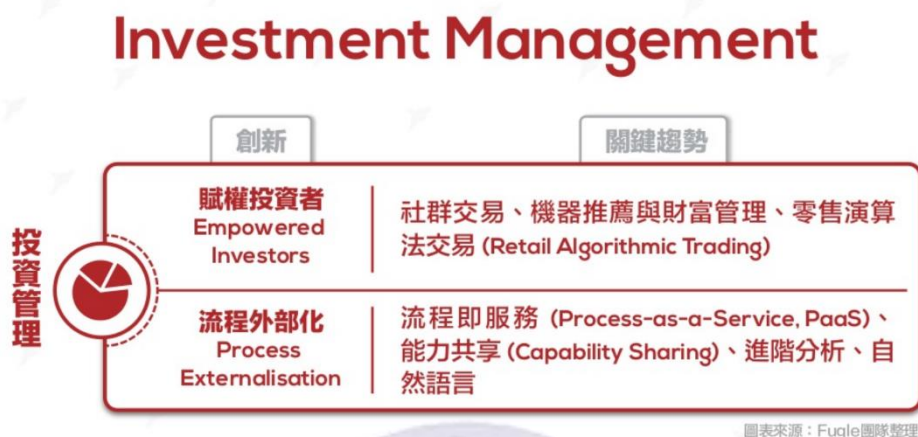 Investment Management
創新
關鍵趨勢
投資管理
賦權投資者
Empowered
Investors
社群交易、機器推薦與財富管理、零售演算
法交易 (Retail Algorithmic Trading)
流程外部化
Process
Externalisation
流程即服務 (Process-as-a-Service, PaaS)、
能力共享 (Capability Sharing)、進階分析、自
然語言
圖表來源：Fugle團隊整理